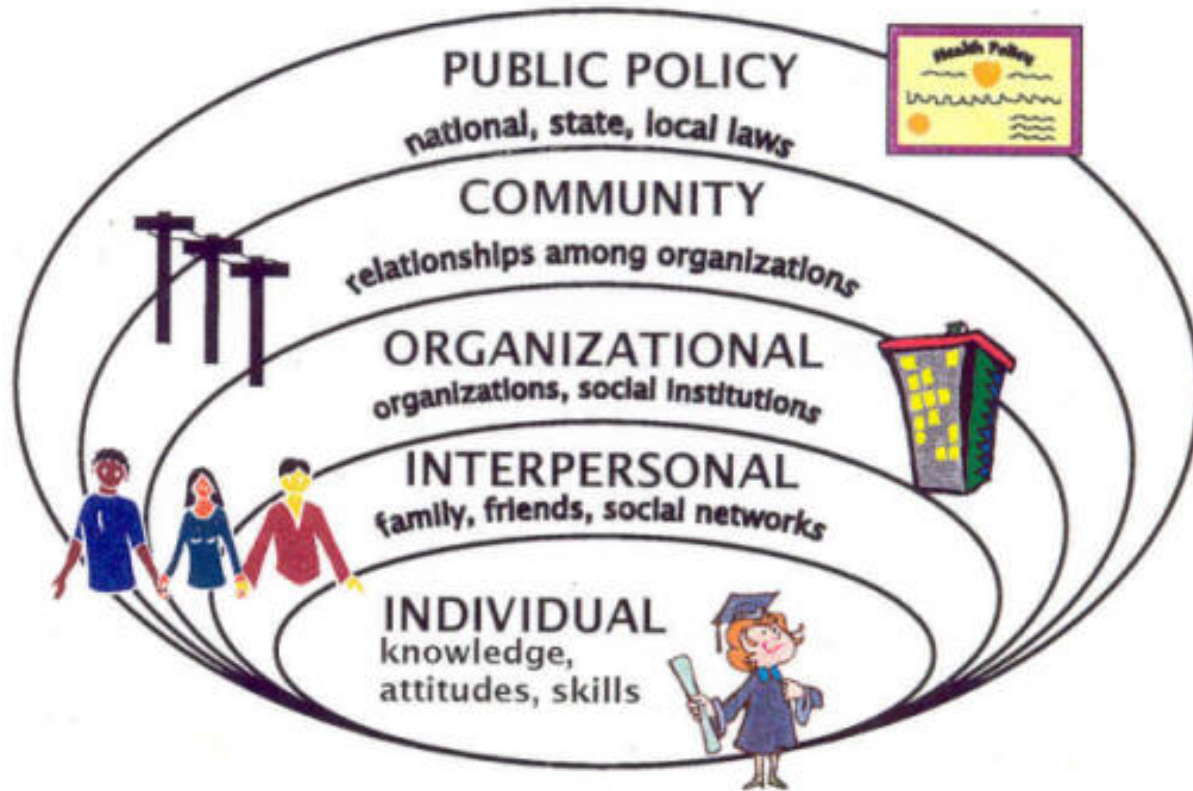 Health Policy
PUBLIC POLICY
national, state, local laws
COMMUNITY
relationships among organizations
ORGANIZATIONAL
organizations, social institutions
INTERPERSONAL
family, friends, social networks
INDIVIDUAL
knowledge,
attitudes, skills